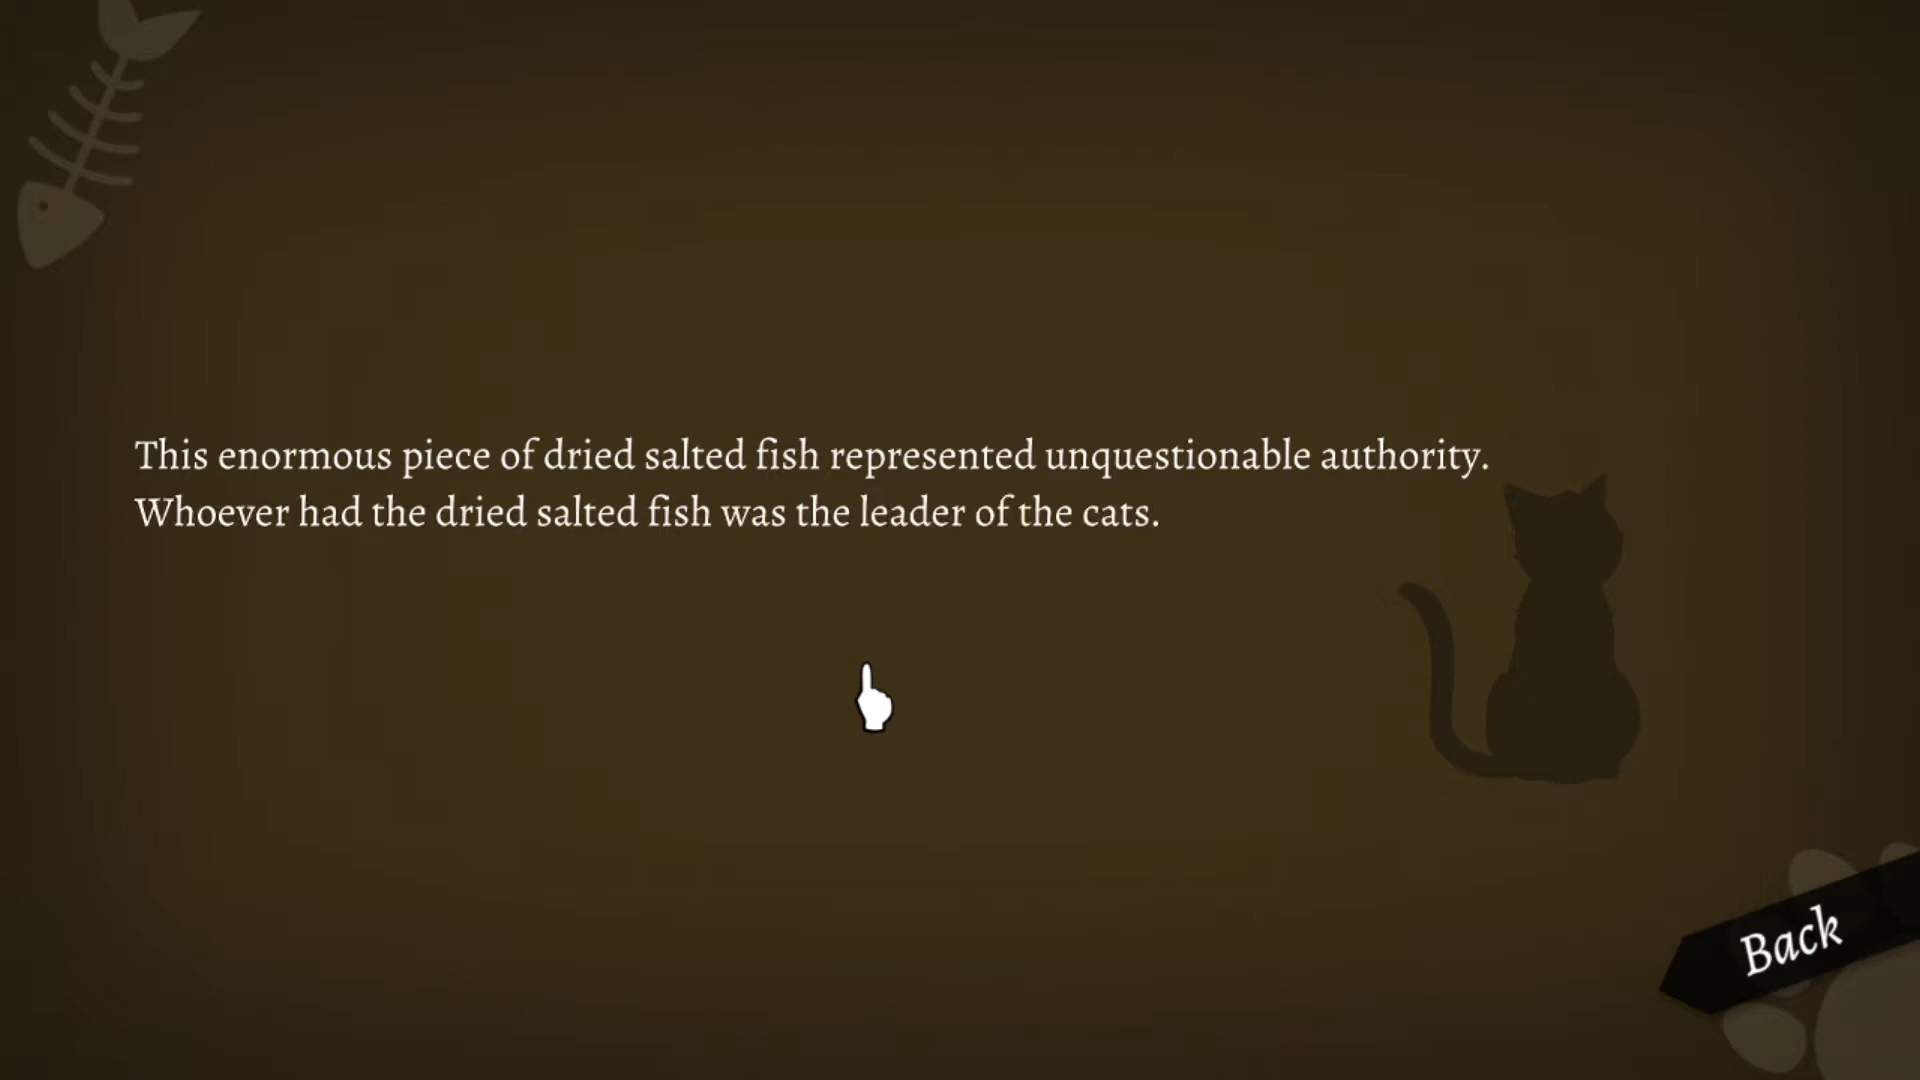 This enormous piece of dried salted fish represented unquestionable authority.
Whoever had the dried salted fish was the leader of the cats.
Back